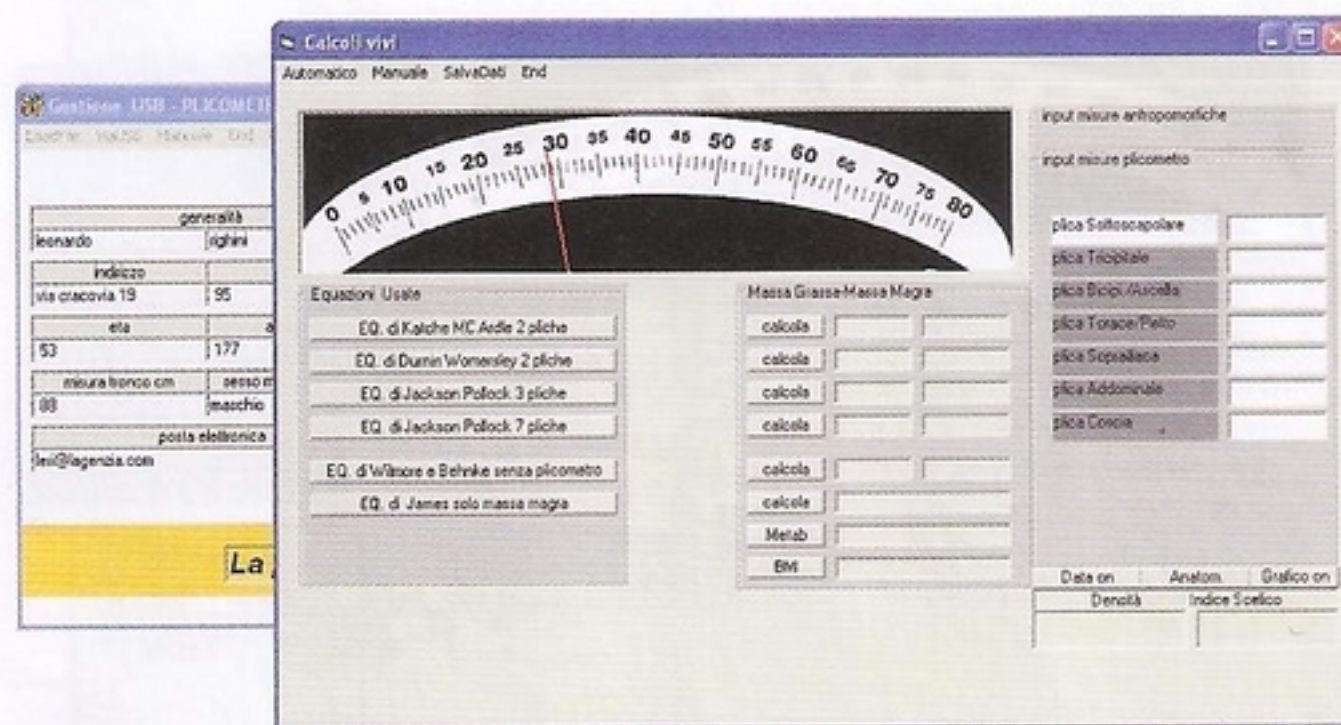 Calcoli vivi
Automatico Manuale SalvaDati End
0 5 10 15 20 25 30 35 40 45 50 55 60 65 70 75 80
Equazioni Usate
EQ. di Katche MC Ardle 2 pliche
EQ. di Durnin Womersley 2 pliche
EQ. di Jackson Pollock 3 pliche
EQ. di Jackson Pollock 7 pliche
EQ. di Wilmore e Behnke senza plicometro
EQ. di James solo massa magra
Massa Grassa-Massa Magra
calcola
calcola
calcola
calcola
calcola
calcola
Metab
BMI
input misure antropomorfiche
input misure plicometro
plica Sottoscapolare
plica Tricipitale
plica Bicipi./Ascella
plica Torace/Petto
plica Sopraliaca
plica Addominale
plica Coscia
Data on Anatom. Grafico on
Densità Indice Scelico
Gestione USB - PLICOMET
Manuale End
generalità
leonardo righini
indirizzo
via cracovia 19 95
eta a
53 177
misura tronco cm sesso m
88 maschio
posta elettronica
@lagenzia.com
La